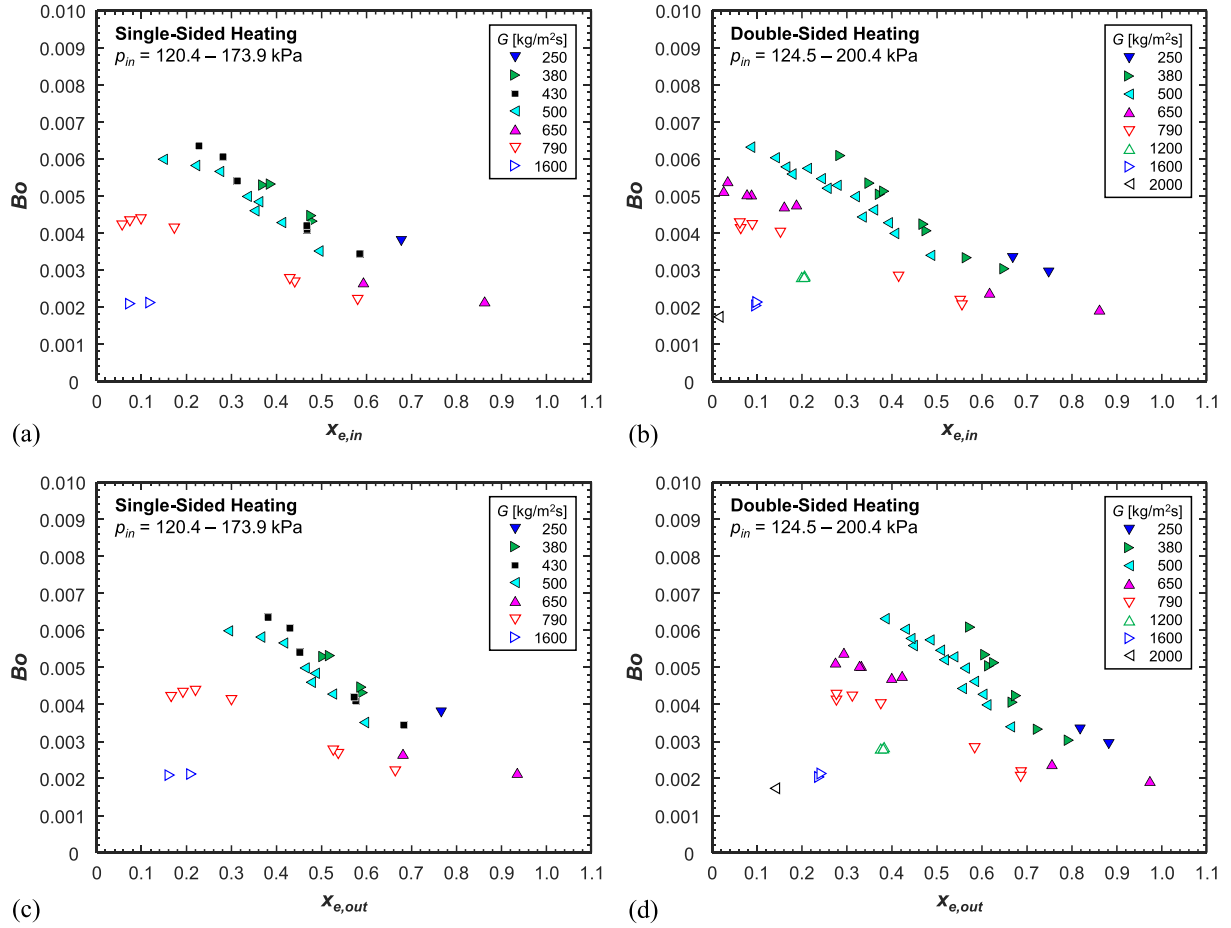 Single-Sided Heating
p_in = 120.4 – 173.9 kPa
G [kg/m²s]
250
380
430
500
650
790
1600
0.010
0.009
0.008
0.007
0.006
0.005
0.004
0.003
0.002
0.001
0
Bo
0 0.1 0.2 0.3 0.4 0.5 0.6 0.7 0.8 0.9 1.0 1.1
x_e,in
(a)
Double-Sided Heating
p_in = 124.5 – 200.4 kPa
G [kg/m²s]
250
380
500
650
790
1200
1600
2000
0.010
0.009
0.008
0.007
0.006
0.005
0.004
0.003
0.002
0.001
0
Bo
0 0.1 0.2 0.3 0.4 0.5 0.6 0.7 0.8 0.9 1.0 1.1
x_e,in
(b)
Single-Sided Heating
p_in = 120.4 – 173.9 kPa
G [kg/m²s]
250
380
430
500
650
790
1600
0.010
0.009
0.008
0.007
0.006
0.005
0.004
0.003
0.002
0.001
0
Bo
0 0.1 0.2 0.3 0.4 0.5 0.6 0.7 0.8 0.9 1.0 1.1
x_e,out
(c)
Double-Sided Heating
p_in = 124.5 – 200.4 kPa
G [kg/m²s]
250
380
500
650
790
1200
1600
2000
0.010
0.009
0.008
0.007
0.006
0.005
0.004
0.003
0.002
0.001
0
Bo
0 0.1 0.2 0.3 0.4 0.5 0.6 0.7 0.8 0.9 1.0 1.1
x_e,out
(d)